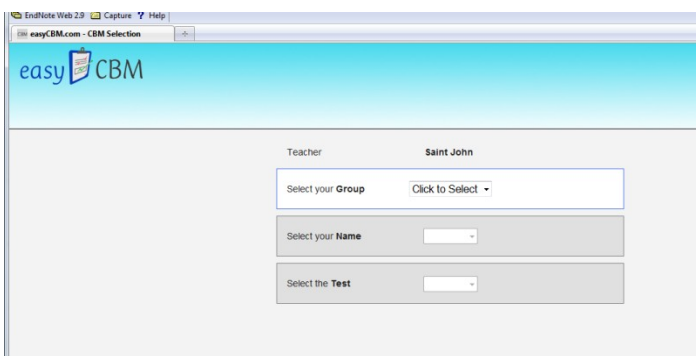 EndNote Web 2.9 Capture ? Help
CBM easyCBM.com - CBM Selection
easy CBM
Teacher Saint John
Select your Group Click to Select
Select your Name
Select the Test